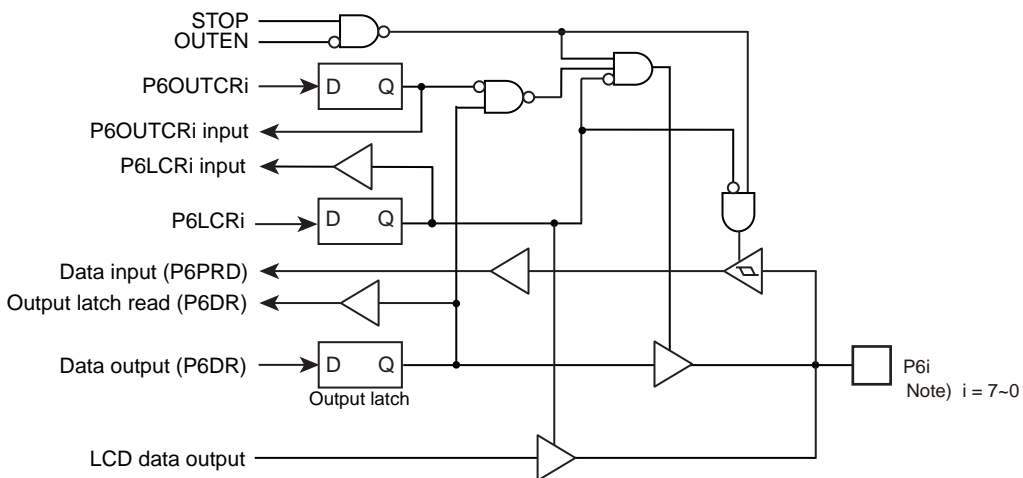 STOP
OUTEN
P6OUTCRi
D Q
P6OUTCRi input
P6LCRi input
P6LCRi
D Q
Data input (P6PRD)
Output latch read (P6DR)
Data output (P6DR)
D Q
Output latch
P6i
Note) i = 7~0
LCD data output